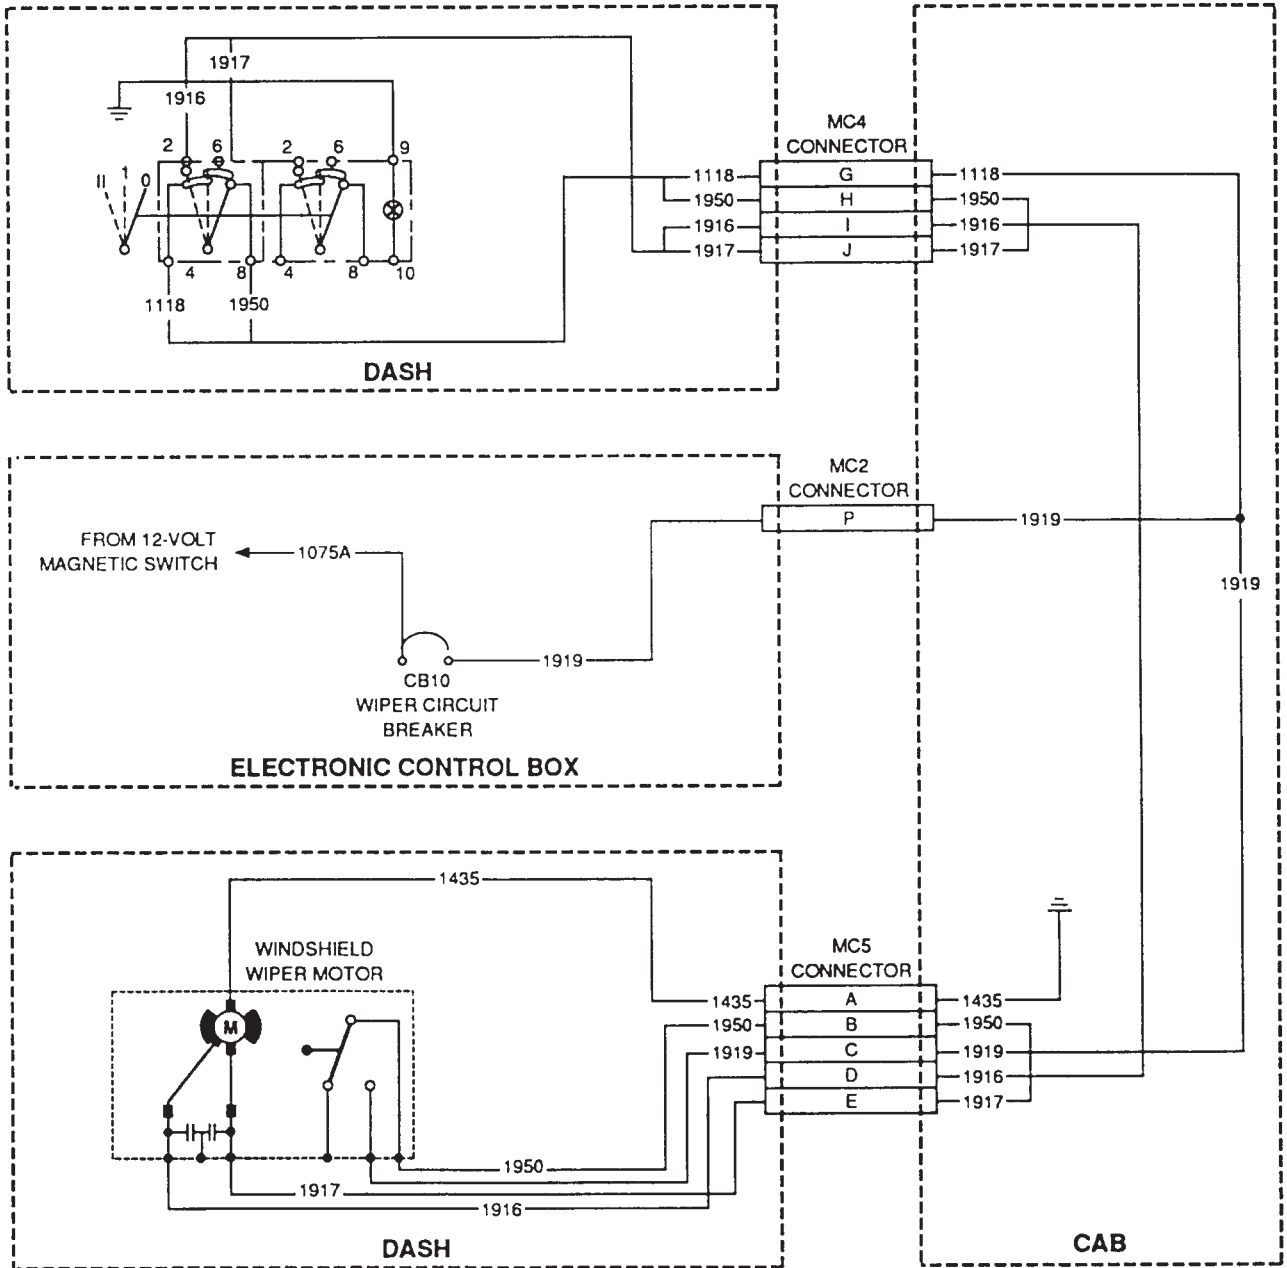 1917
1916
MC4
CONNECTOR
2 6 2 6 9
II 1 0
1118 G 1118
1950 H 1950
1916 I 1916
1917 J 1917
4 8 4 8 10
1118 1950
DASH
MC2
CONNECTOR
P 1919
FROM 12-VOLT
MAGNETIC SWITCH
1075A
1919
1919
CB10
WIPER CIRCUIT
BREAKER
ELECTRONIC CONTROL BOX
1435
WINDSHIELD
WIPER MOTOR
MC5
CONNECTOR
M
1435 A 1435
1950 B 1950
1919 C 1919
D 1916
E 1917
1950
1917
1916
DASH
CAB